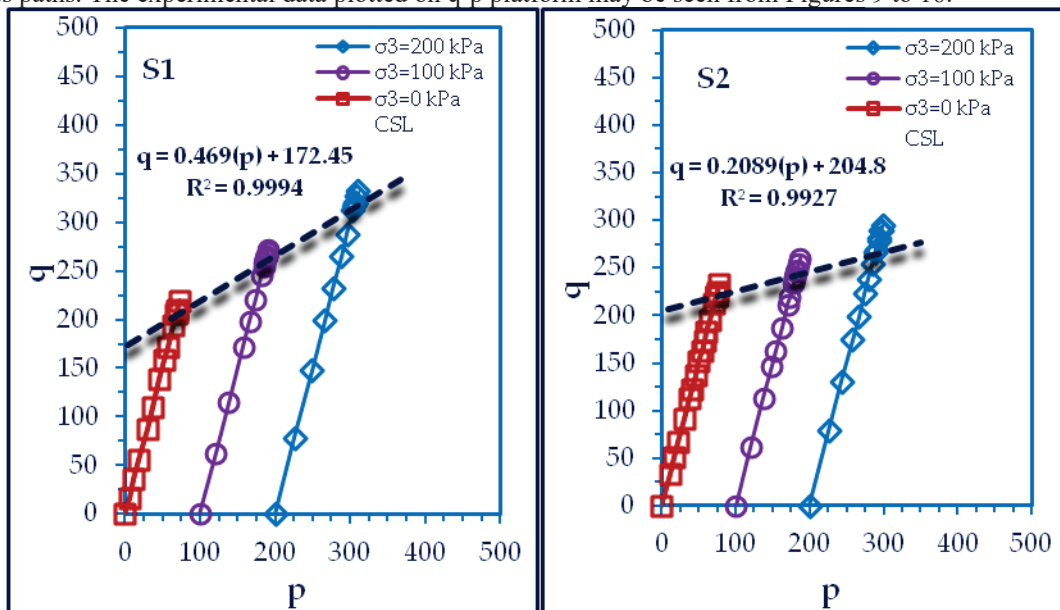 s paths. The experimental data plotted on q-p platform may be seen from Figures 9 to 10.
S1
σ3=200 kPa
σ3=100 kPa
σ3=0 kPa
CSL
q = 0.469(p) + 172.45
R² = 0.9994
q
500
450
400
350
300
250
200
150
100
50
0
0 100 200 300 400 500
p
S2
σ3=200 kPa
σ3=100 kPa
σ3=0 kPa
CSL
q = 0.2089(p) + 204.8
R² = 0.9927
q
500
450
400
350
300
250
200
150
100
50
0
0 100 200 300 400 500
p